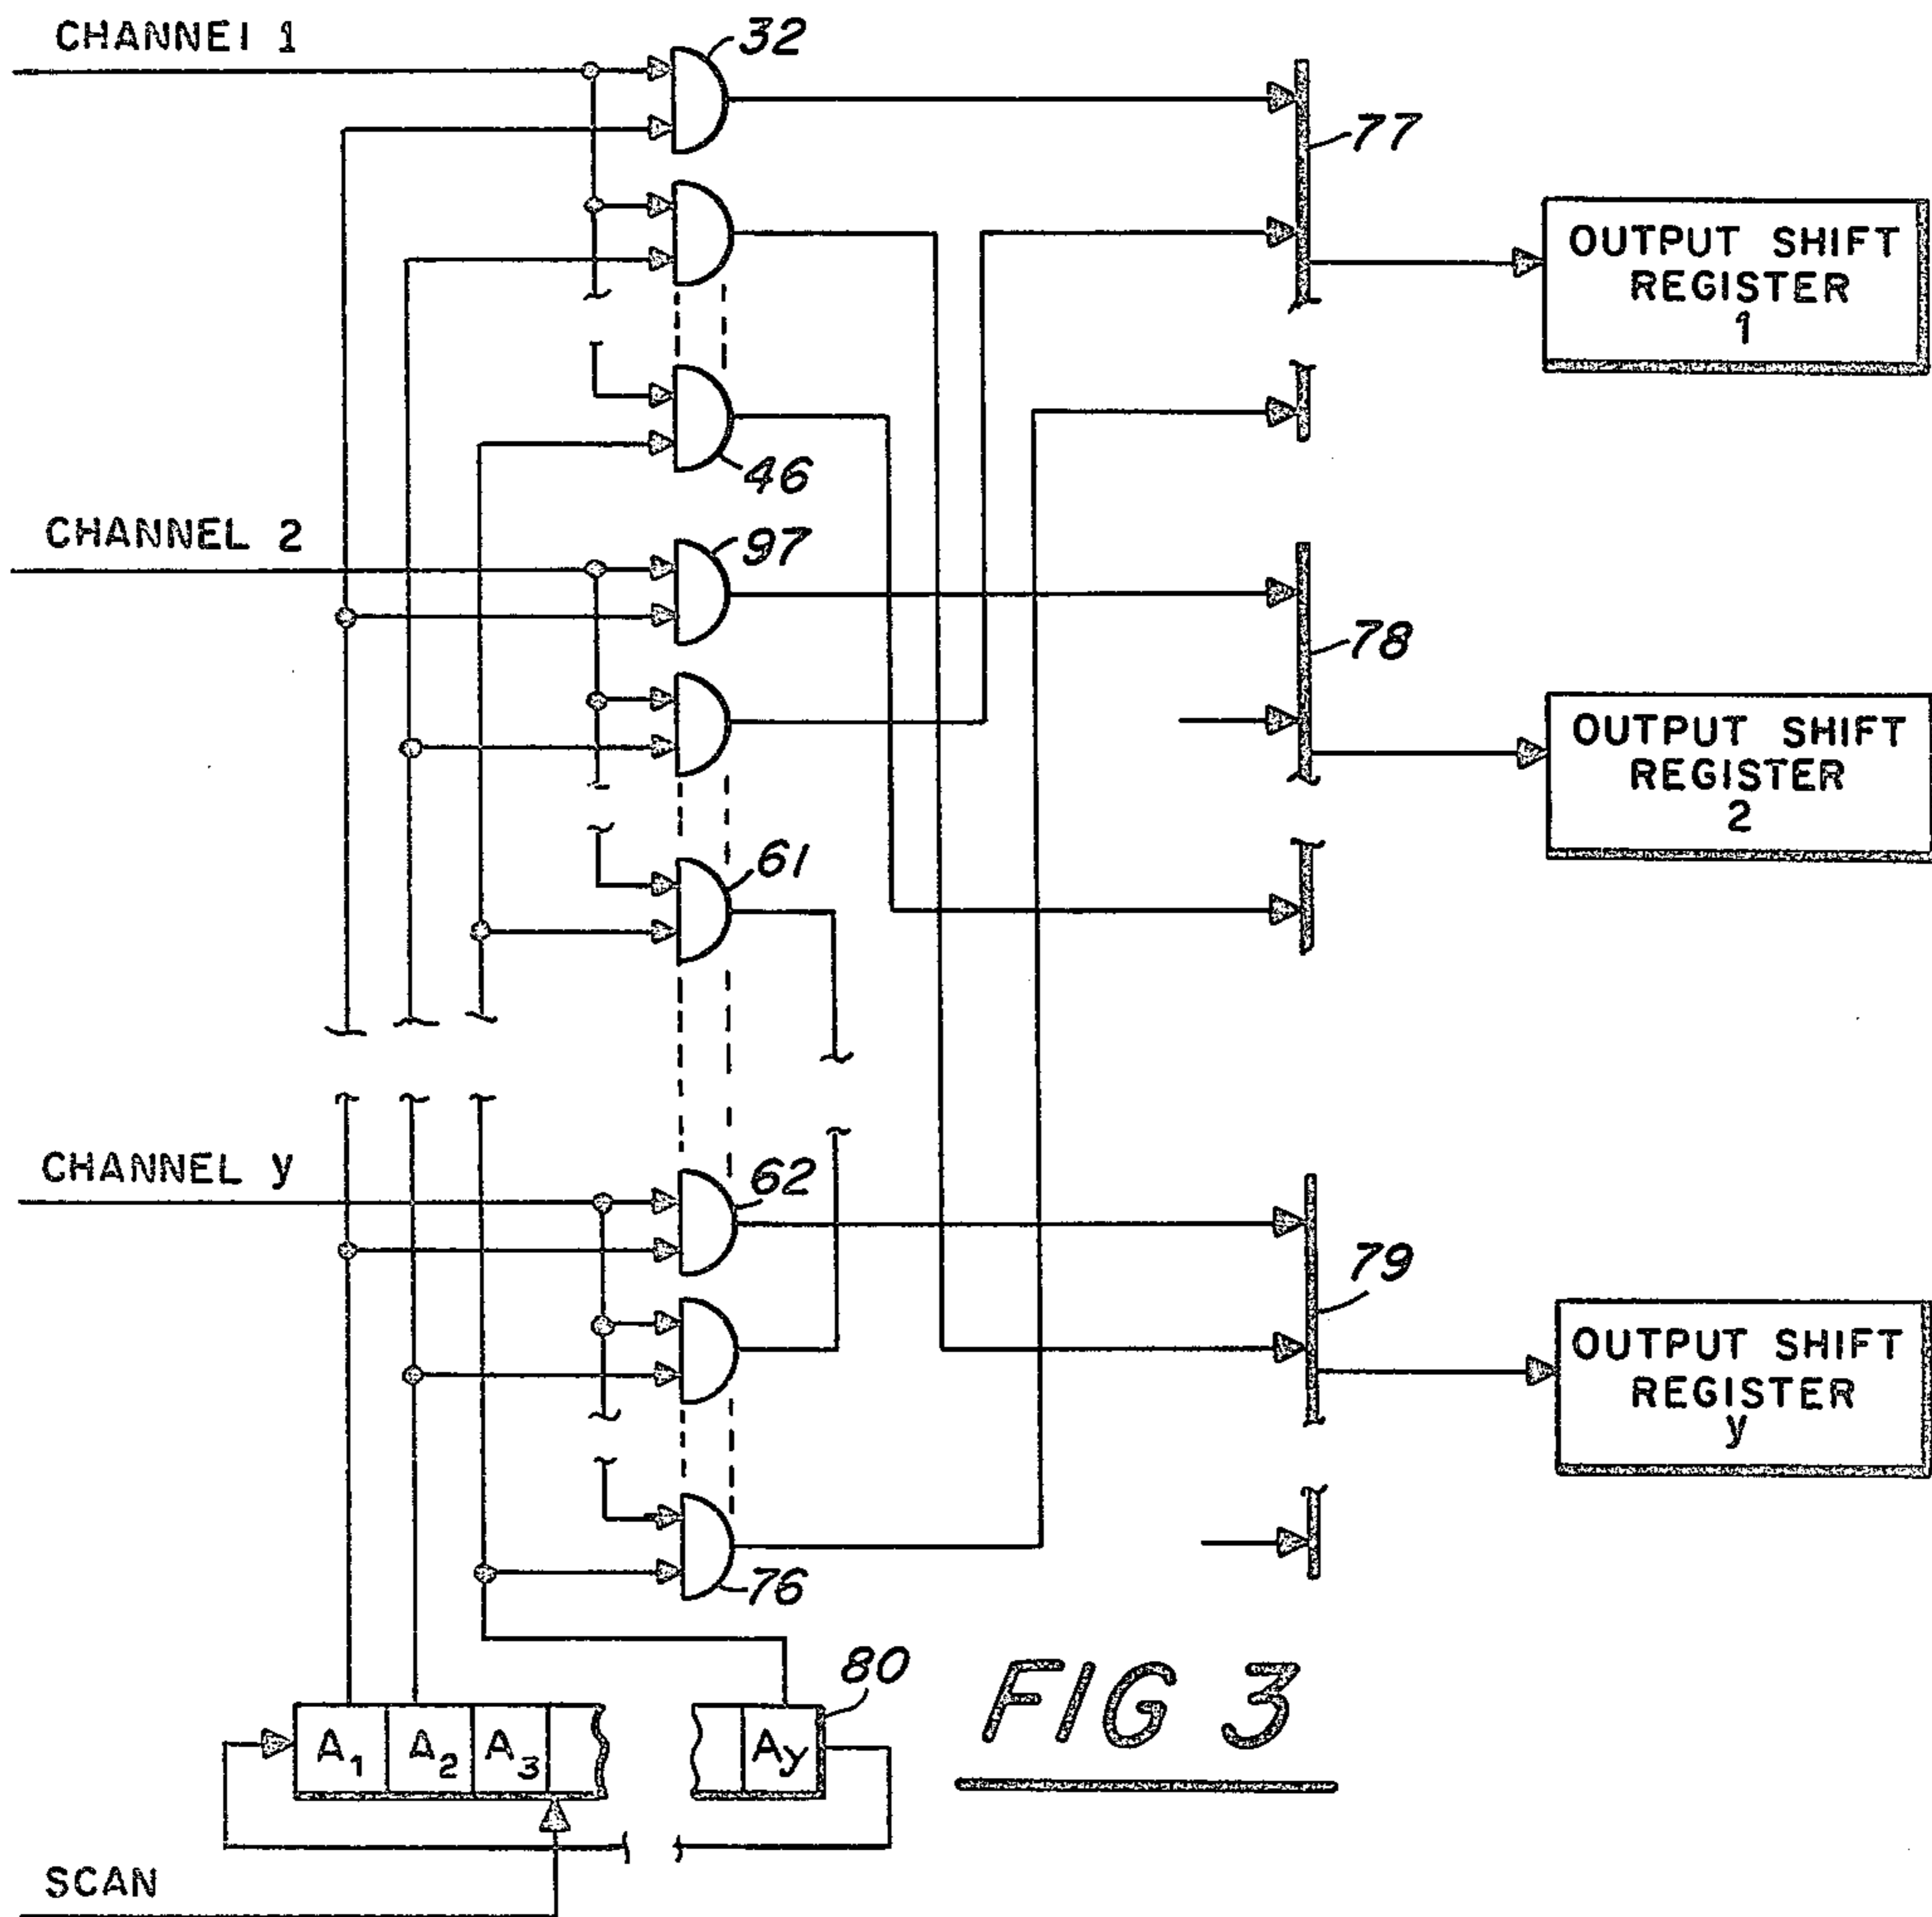 CHANNEl 1
32
77
OUTPUT SHIFT
REGISTER
1
46
CHANNEL 2
97
78
OUTPUT SHIFT
REGISTER
2
61
CHANNEL y
62
79
OUTPUT SHIFT
REGISTER
y
76
80
A1 A2 A3 Ay
FIG 3
SCAN